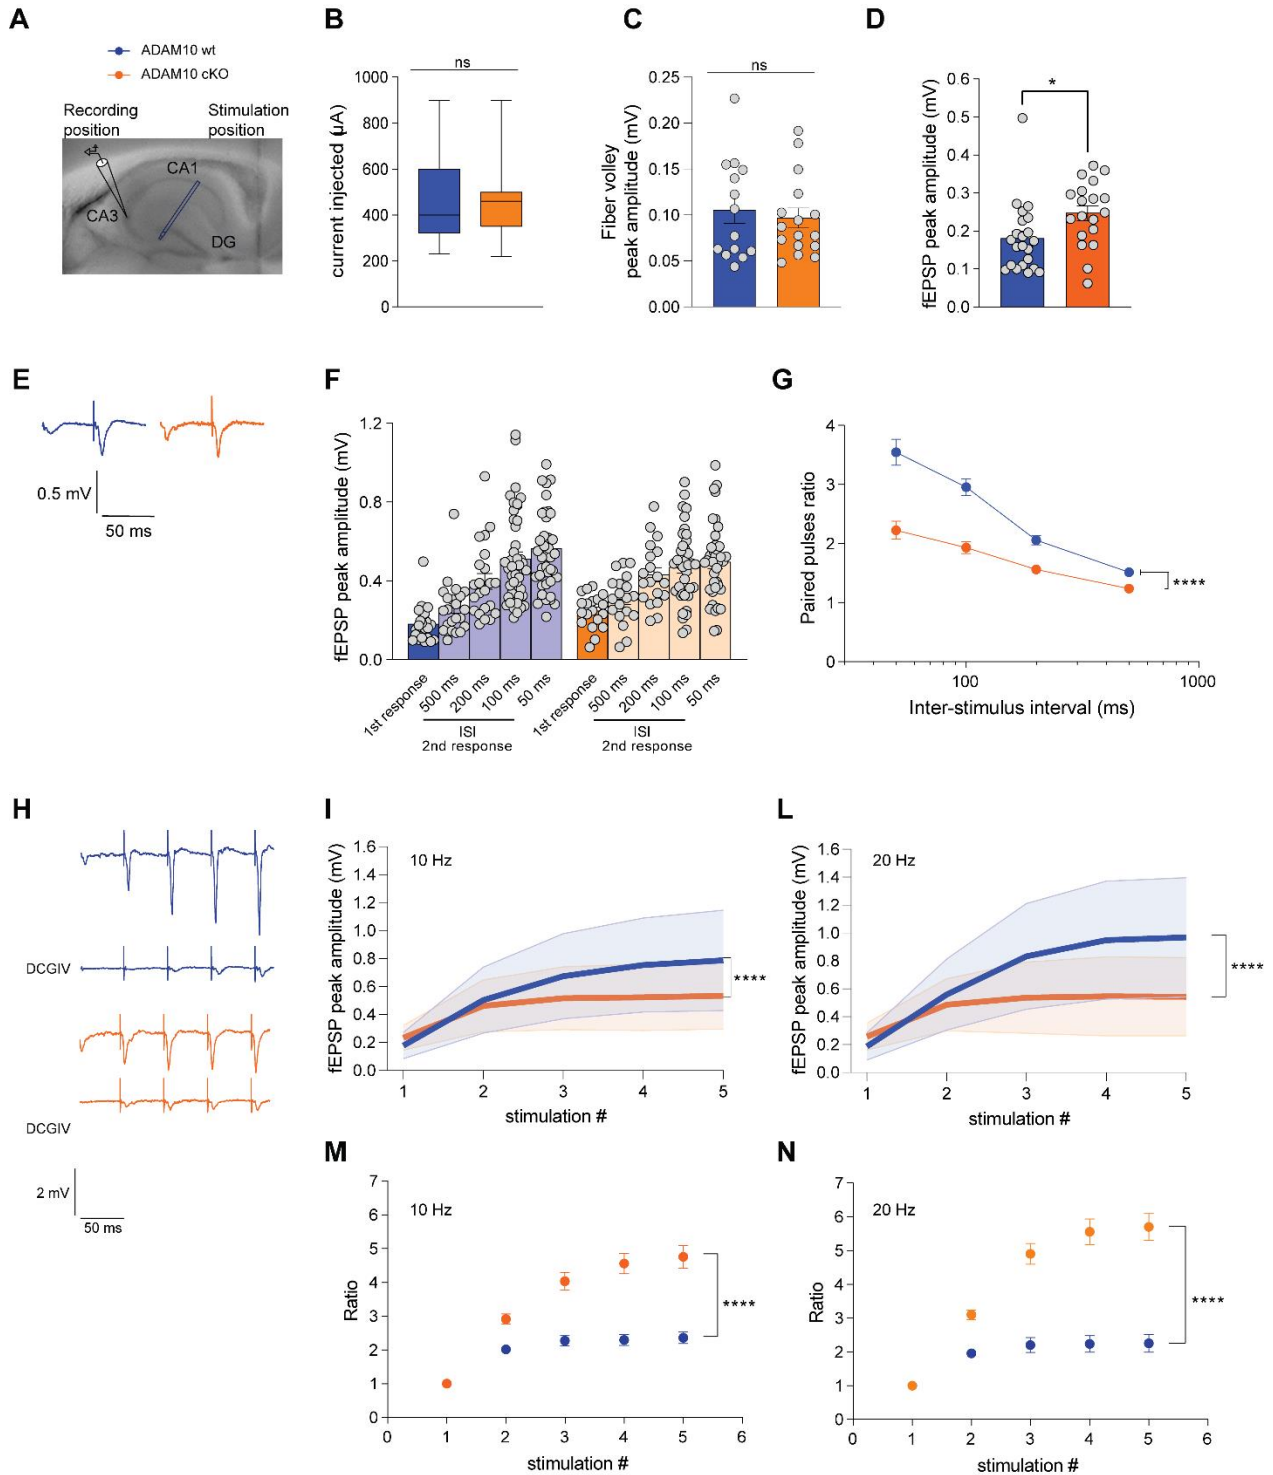 A
ADAM10 wt
ADAM10 cKO
Recording
position
Stimulation
position
CA1
CA3
DG
B
ns
1000
800
600
400
200
0
current injected (µA)
C
ns
0.25
0.20
0.15
0.10
0.05
0.00
Fiber volley
peak amplitude (mV)
D
*
0.6
0.5
0.4
0.3
0.2
0.1
0.0
fEPSP peak amplitude (mV)
E
0.5 mV
50 ms
F
1.2
0.8
0.4
0.0
fEPSP peak amplitude (mV)
1st response
500 ms
200 ms
100 ms
50 ms
ISI
2nd response
1st response
500 ms
200 ms
100 ms
50 ms
ISI
2nd response
G
4
3
2
1
0
Paired pulses ratio
****
100
1000
Inter-stimulus interval (ms)
H
DCGIV
DCGIV
2 mV
50 ms
I
10 Hz
1.6
1.4
1.2
1.0
0.8
0.6
0.4
0.2
0.0
fEPSP peak amplitude (mV)
****
1 2 3 4 5
stimulation #
L
20 Hz
1.6
1.4
1.2
1.0
0.8
0.6
0.4
0.2
0.0
fEPSP peak amplitude (mV)
****
1 2 3 4 5
stimulation #
M
10 Hz
7
6
5
4
3
2
1
0
Ratio
****
0 1 2 3 4 5 6
stimulation #
N
20 Hz
7
6
5
4
3
2
1
0
Ratio
****
0 1 2 3 4 5 6
stimulation #